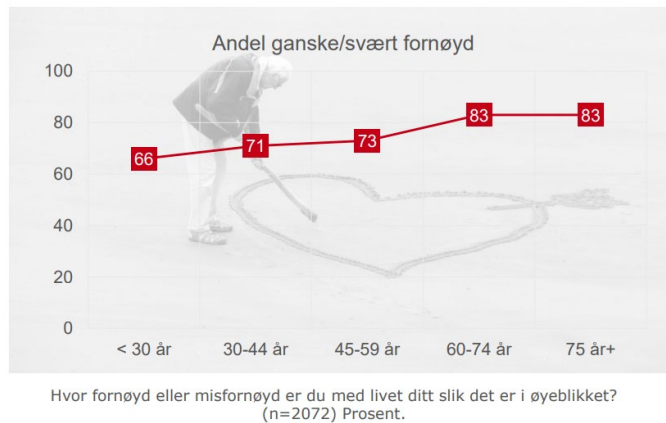 Andel ganske/svært fornøyd
100
80
60
40
20
0
66
71
73
83
83
< 30 år
30-44 år
45-59 år
60-74 år
75 år+
Hvor fornøyd eller misfornøyd er du med livet ditt slik det er i øyeblikket?
(n=2072) Prosent.